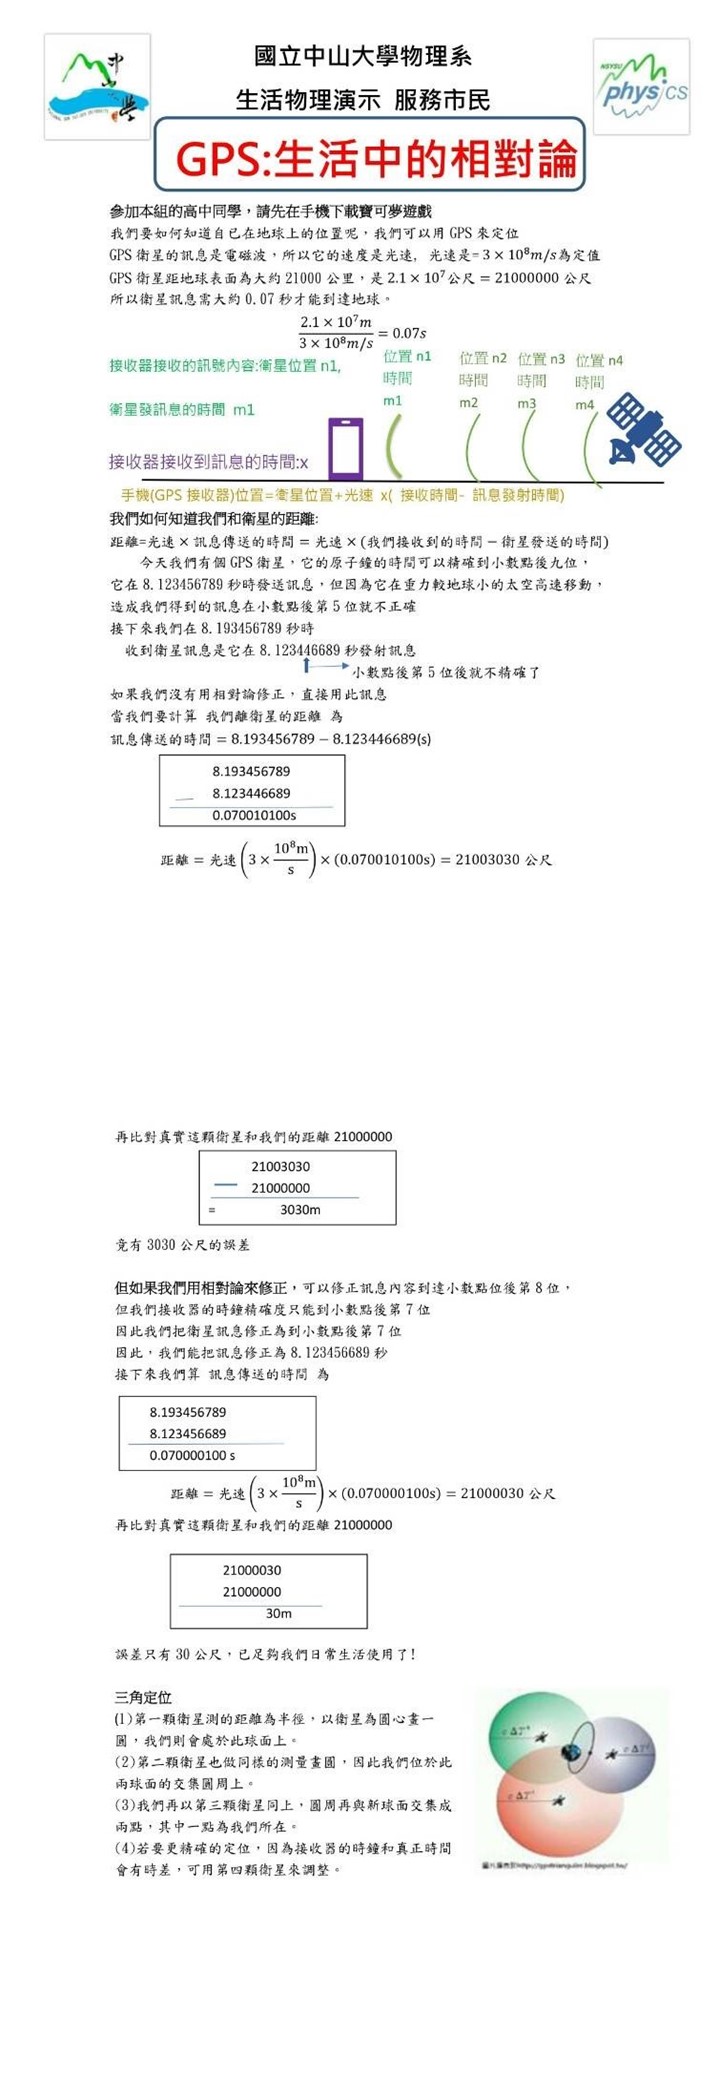 國立中山大學物理系
生活物理演示 服務市民
NSYSU
physics
GPS:生活中的相對論
參加本組的高中同學，請先在手機下載寶可夢遊戲
我們要如何知道自已在地球上的位置呢，我們可以用 GPS 來定位
GPS 衛星的訊息是電磁波，所以它的速度是光速, 光速是= 3 × 10⁸m/s為定值
GPS 衛星距地球表面為大約 21000 公里，是 2.1 × 10⁷公尺 = 21000000 公尺
所以衛星訊息需大約 0.07 秒才能到達地球。
2.1 × 10⁷m
3 × 10⁸m/s
= 0.07s
接收器接收的訊號內容:衛星位置 n1,
衛星發訊息的時間 m1
位置 n1
時間
m1
位置 n2
時間
m2
位置 n3
時間
m3
位置 n4
時間
m4
接收器接收到訊息的時間:x
手機(GPS 接收器)位置=衛星位置+光速 x( 接收時間- 訊息發射時間)
我們如何知道我們和衛星的距離:
距離=光速 × 訊息傳送的時間 = 光速 × (我們接收到的時間 − 衛星發送的時間)
今天我們有個 GPS 衛星，它的原子鐘的時間可以精確到小數點後九位，
它在 8.123456789 秒時發送訊息，但因為它在重力較地球小的太空高速移動，
造成我們得到的訊息在小數點後第 5 位就不正確
接下來我們在 8.193456789 秒時
收到衛星訊息是它在 8.123446689 秒發射訊息
小數點後第 5 位後就不精確了
如果我們沒有用相對論修正，直接用此訊息
當我們要計算 我們離衛星的距離 為
訊息傳送的時間 = 8.193456789 − 8.123446689(s)
8.193456789
— 8.123446689
0.070010100s
距離 = 光速 (3 × 10⁸m/s) × (0.070010100s) = 21003030 公尺
再比對真實這顆衛星和我們的距離 21000000
21003030
— 21000000
= 3030m
竟有 3030 公尺的誤差
但如果我們用相對論來修正，可以修正訊息內容到達小數點位後第 8 位，
但我們接收器的時鐘精確度只能到小數點後第 7 位
因此我們把衛星訊息修正為到小數點後第 7 位
因此，我們能把訊息修正為 8.123456689 秒
接下來我們算 訊息傳送的時間 為
8.193456789
8.123456689
0.070000100 s
距離 = 光速 (3 × 10⁸m/s) × (0.070000100s) = 21000030 公尺
再比對真實這顆衛星和我們的距離 21000000
21000030
21000000
30m
誤差只有 30 公尺，已足夠我們日常生活使用了!
三角定位
(1)第一顆衛星測的距離為半徑，以衛星為圓心畫一
圓，我們則會處於此球面上。
(2)第二顆衛星也做同樣的測量畫圓，因此我們位於此
兩球面的交集圓周上。
(3)我們再以第三顆衛星同上，圓周再與新球面交集成
兩點，其中一點為我們所在。
(4)若要更精確的定位，因為接收器的時鐘和真正時間
會有時差，可用第四顆衛星來調整。